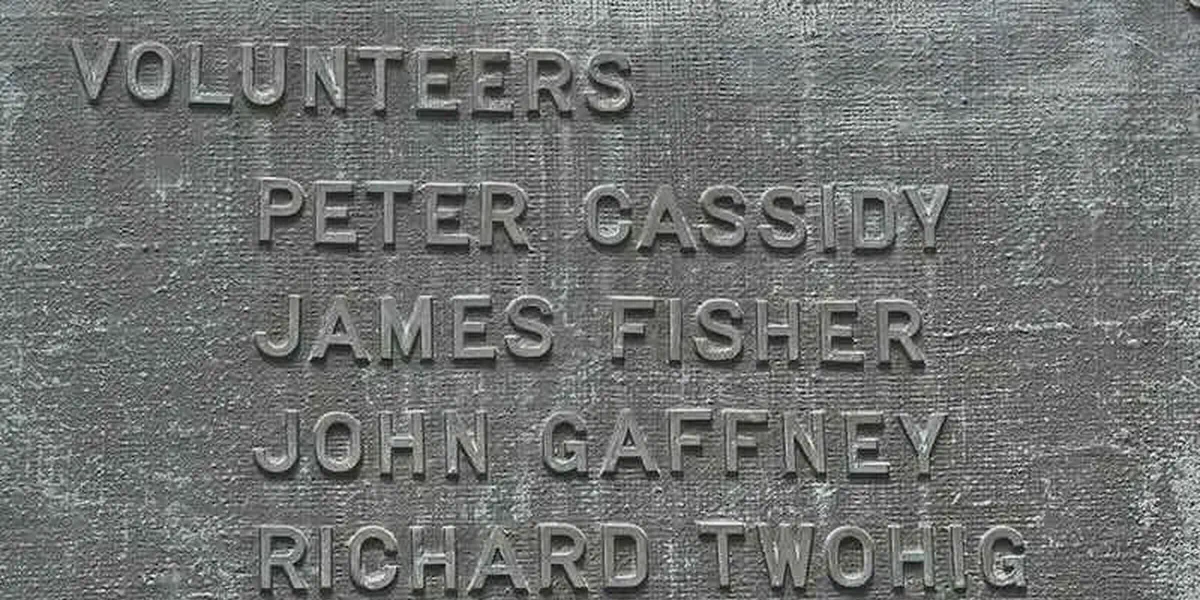 VOLUNTEERS
PETER CASSIDY
JAMES FISHER
JOHN GAFFNEY
RICHARD TWOHIG